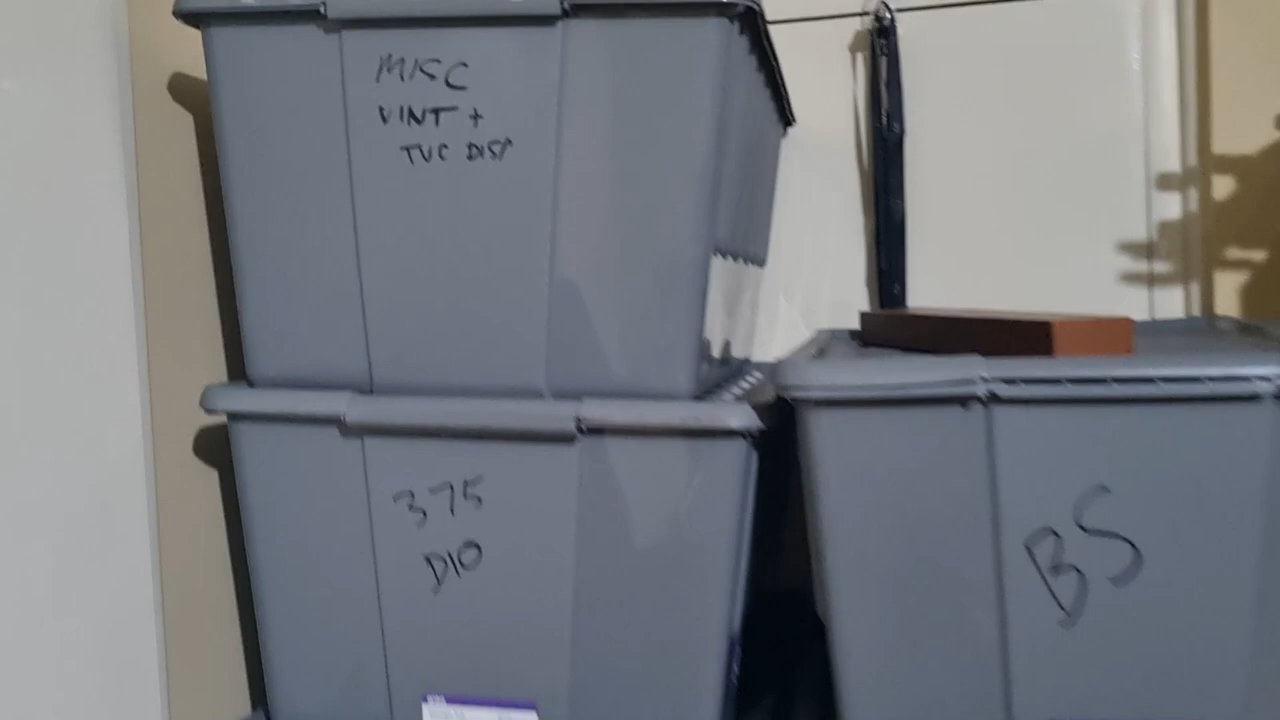 MISC
VINT +
TVC DISP
375
DIO
BS